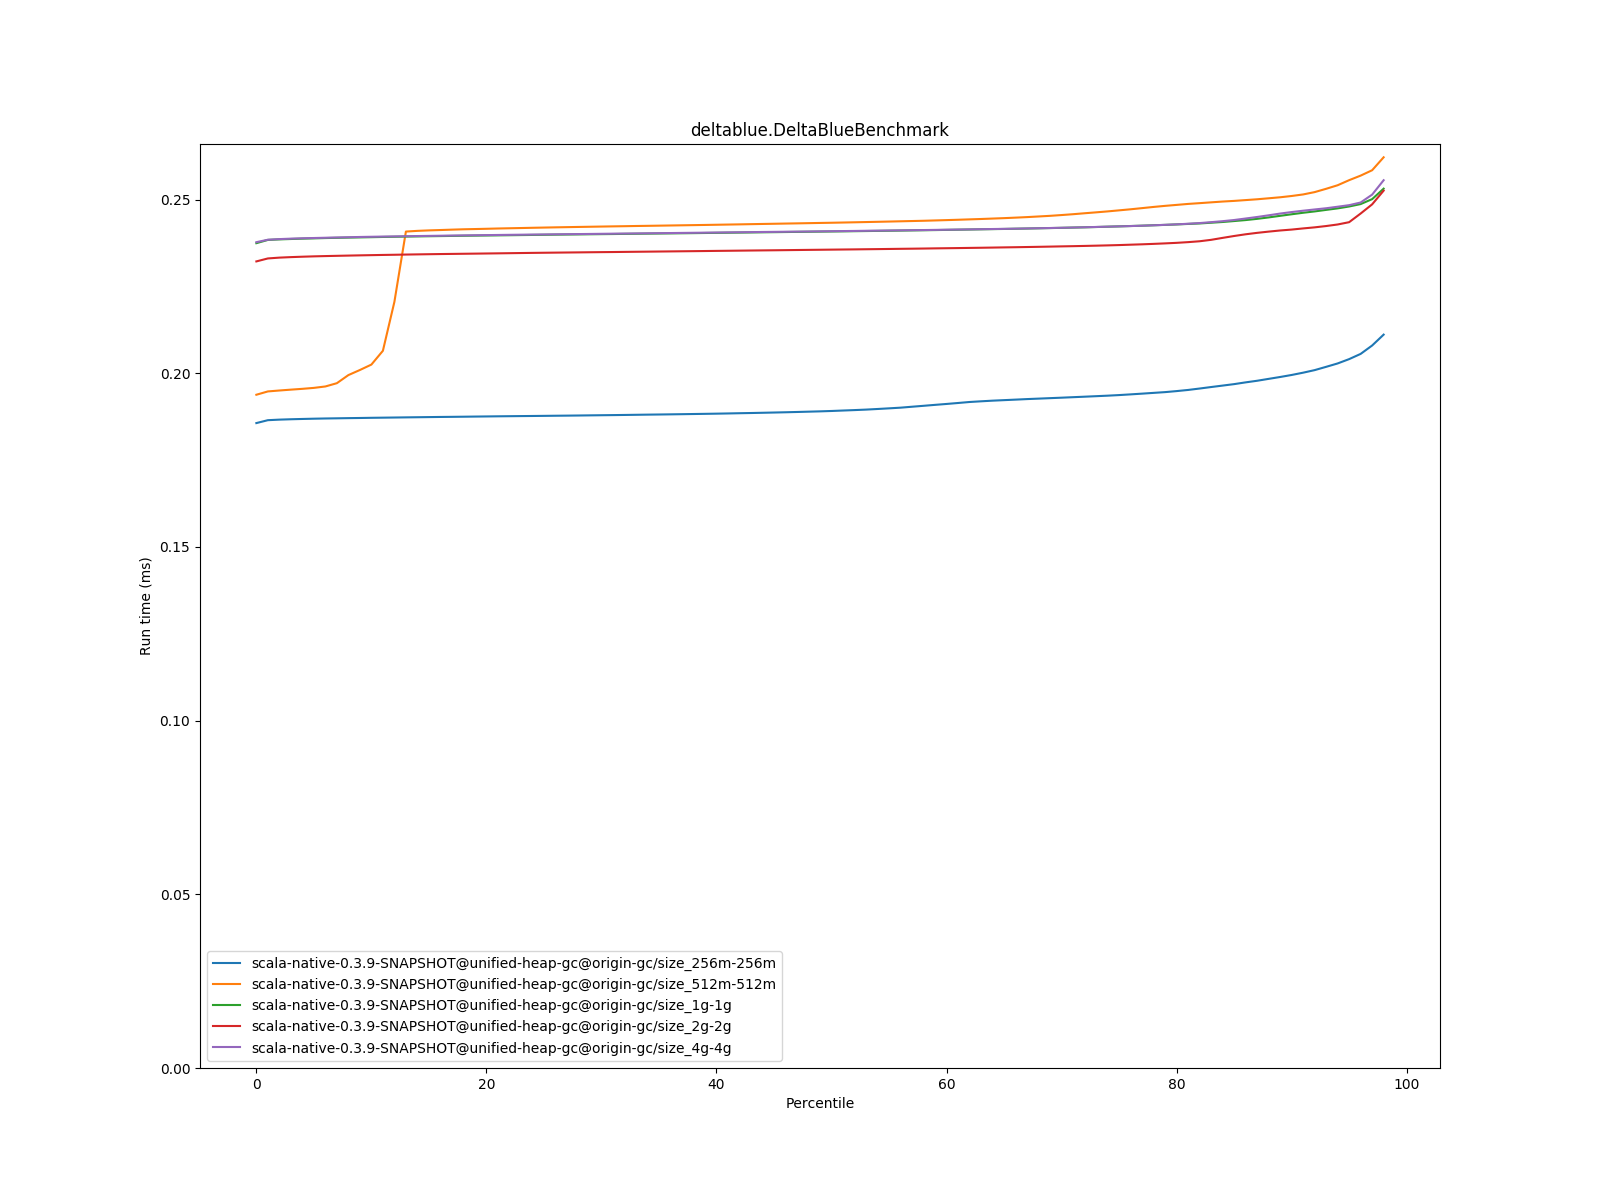 deltablue.DeltaBlueBenchmark
0.25
0.20
0.15
0.10
0.05
0.00
Run time (ms)
0 20 40 60 80 100
Percentile
scala-native-0.3.9-SNAPSHOT@unified-heap-gc@origin-gc/size_256m-256m
scala-native-0.3.9-SNAPSHOT@unified-heap-gc@origin-gc/size_512m-512m
scala-native-0.3.9-SNAPSHOT@unified-heap-gc@origin-gc/size_1g-1g
scala-native-0.3.9-SNAPSHOT@unified-heap-gc@origin-gc/size_2g-2g
scala-native-0.3.9-SNAPSHOT@unified-heap-gc@origin-gc/size_4g-4g